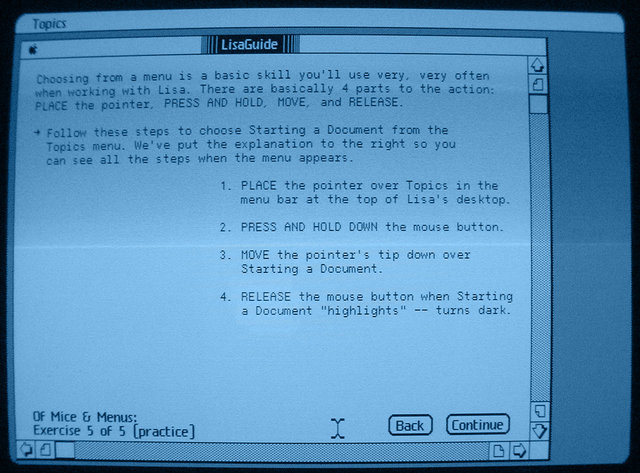 Topics
LisaGuide
Choosing from a menu is a basic skill you'll use very, very often
when working with Lisa. There are basically 4 parts to the action:
PLACE the pointer, PRESS AND HOLD, MOVE, and RELEASE.
→ Follow these steps to choose Starting a Document from the
Topics menu. We've put the explanation to the right so you
can see all the steps when the menu appears.
1. PLACE the pointer over Topics in the
menu bar at the top of Lisa's desktop.
2. PRESS AND HOLD DOWN the mouse button.
3. MOVE the pointer's tip down over
Starting a Document.
4. RELEASE the mouse button when Starting
a Document "highlights" -- turns dark.
Of Mice & Menus:
Exercise 5 of 5 [practice]
Back
Continue